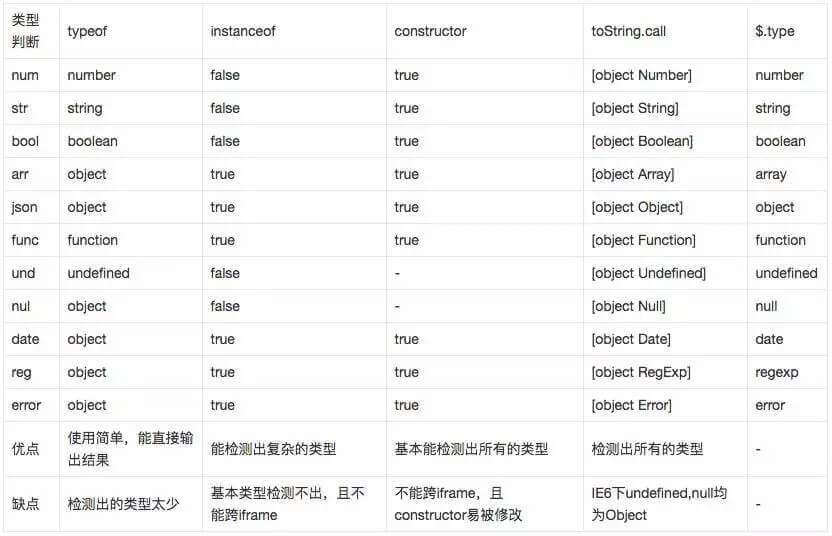 类型
判断 typeof instanceof constructor toString.call $.type
num number false true [object Number] number
str string false true [object String] string
bool boolean false true [object Boolean] boolean
arr object true true [object Array] array
json object true true [object Object] object
func function true true [object Function] function
und undefined false - [object Undefined] undefined
nul object false - [object Null] null
date object true true [object Date] date
reg object true true [object RegExp] regexp
error object true true [object Error] error
优点 使用简单，能直接输
出结果 能检测出复杂的类型 基本能检测出所有的类型 检测出所有的类型 -
缺点 检测出的类型太少 基本类型检测不出，且不
能跨iframe 不能跨iframe，且
constructor易被修改 IE6下undefined,null均
为Object -